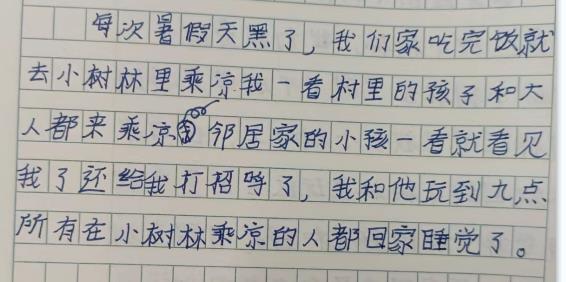 每次暑假天黑了，我们家吃完饭就
去小树林里乘凉我一看村里的孩子和大
人都来乘凉 邻居家的小孩一看就看见
我了还给我打招呼了，我和他玩到九点
所有在小树林乘凉的人都回家睡觉了。